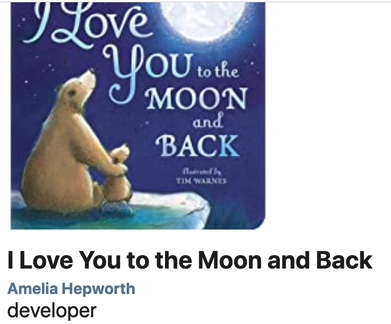 I Love
You to the
MOON
and
BACK
Illustrated by
TIM WARNES
I Love You to the Moon and Back
Amelia Hepworth
developer